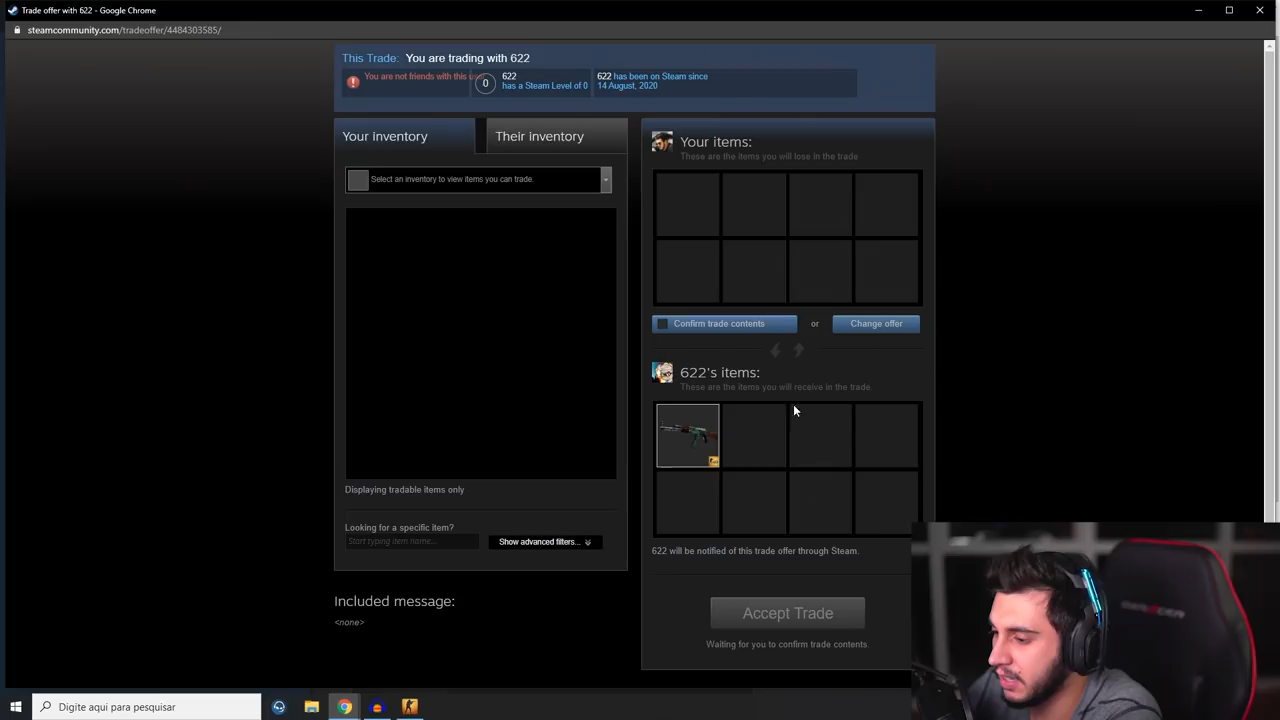 Trade offer with 622 - Google Chrome
steamcommunity.com/tradeoffer/4484303585/
This Trade: You are trading with 622
You are not friends with this
0
622
has a Steam Level of 0
622 has been on Steam since
14 August, 2020
Your inventory
Their inventory
Select an inventory to view items you can trade.
Displaying tradable items only
Looking for a specific item?
Start typing item name...
Show advanced filters...
Included message:
<none>
Your items:
These are the items you will lose in the trade
Confirm trade contents
or
Change offer
622's items:
These are the items you will receive in the trade.
622 will be notified of this trade offer through Steam.
Accept Trade
Waiting for you to confirm trade contents.
Digite aqui para pesquisar